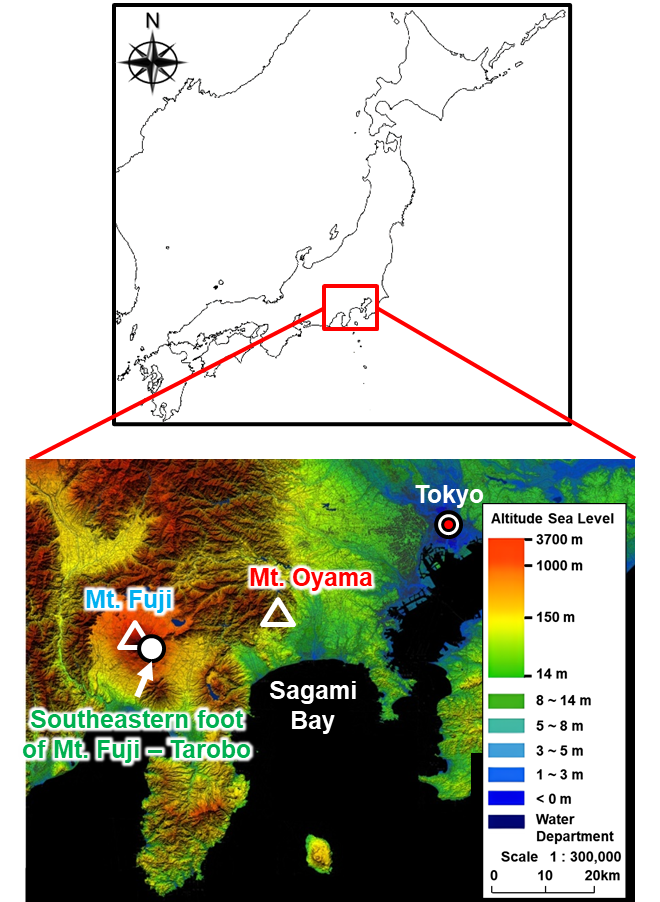 N
Tokyo
Mt. Oyama
Mt. Fuji
Sagami
Bay
Southeastern foot
of Mt. Fuji – Tarobo
Altitude Sea Level
3700 m
1000 m
150 m
14 m
8 ~ 14 m
5 ~ 8 m
3 ~ 5 m
1 ~ 3 m
< 0 m
Water
Department
Scale 1 : 300,000
0 10 20km